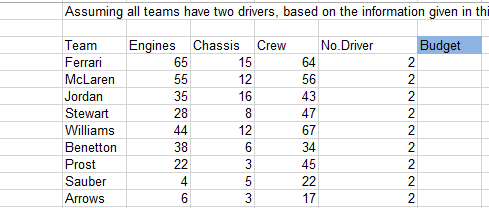 Assuming all teams have two drivers, based on the information given in thi
Team Engines Chassis Crew No.Driver Budget
Ferrari 65 15 64 2
McLaren 55 12 56 2
Jordan 35 16 43 2
Stewart 28 8 47 2
Williams 44 12 67 2
Benetton 38 6 34 2
Prost 22 3 45 2
Sauber 4 5 22 2
Arrows 6 3 17 2